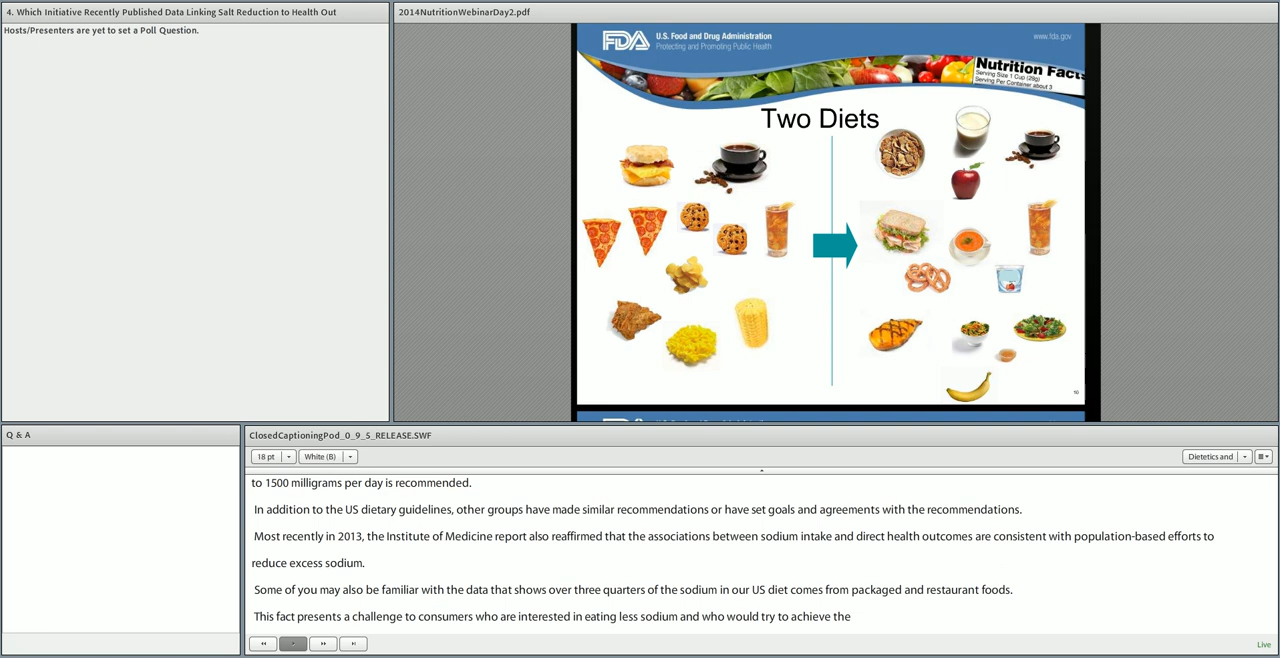 4. Which Initiative Recently Published Data Linking Salt Reduction to Health Out
Hosts/Presenters are yet to set a Poll Question.
2014NutritionWebinarDay2.pdf
FDA
U.S. Food and Drug Administration
Protecting and Promoting Public Health
www.fda.gov
Nutrition Facts
Serving Size 1 Cup (28g)
Serving Per Container about 3
Two Diets
Q & A
ClosedCaptioningPod_0_9_5_RELEASE.SWF
18 pt
White (B)
Dietetics and
to 1500 milligrams per day is recommended.
In addition to the US dietary guidelines, other groups have made similar recommendations or have set goals and agreements with the recommendations.
Most recently in 2013, the Institute of Medicine report also reaffirmed that the associations between sodium intake and direct health outcomes are consistent with population-based efforts to
reduce excess sodium.
Some of you may also be familiar with the data that shows over three quarters of the sodium in our US diet comes from packaged and restaurant foods.
This fact presents a challenge to consumers who are interested in eating less sodium and who would try to achieve the
Live